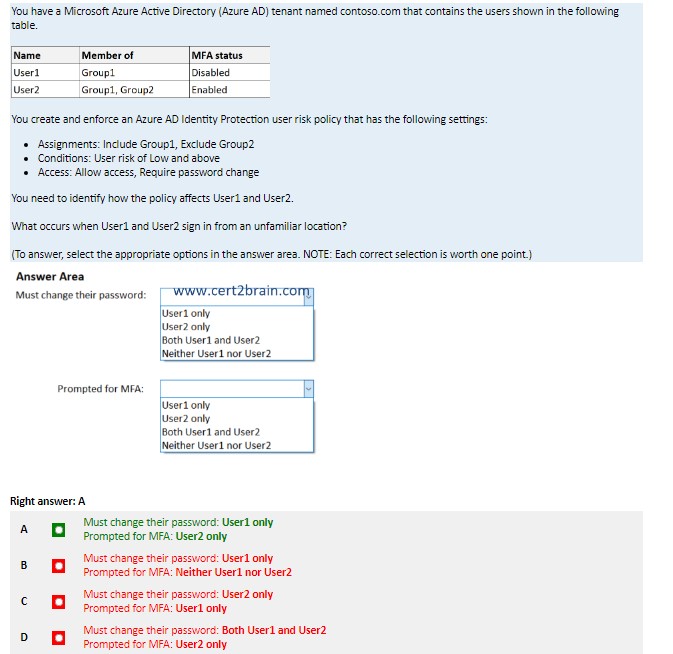 You have a Microsoft Azure Active Directory (Azure AD) tenant named contoso.com that contains the users shown in the following
table.
Name Member of MFA status
User1 Group1 Disabled
User2 Group1, Group2 Enabled
You create and enforce an Azure AD Identity Protection user risk policy that has the following settings:
• Assignments: Include Group1, Exclude Group2
• Conditions: User risk of Low and above
• Access: Allow access, Require password change
You need to identify how the policy affects User1 and User2.
What occurs when User1 and User2 sign in from an unfamiliar location?
(To answer, select the appropriate options in the answer area. NOTE: Each correct selection is worth one point.)
Answer Area
Must change their password: www.cert2brain.com
User1 only
User2 only
Both User1 and User2
Neither User1 nor User2
Prompted for MFA:
User1 only
User2 only
Both User1 and User2
Neither User1 nor User2
Right answer: A
A Must change their password: User1 only
Prompted for MFA: User2 only
B Must change their password: User1 only
Prompted for MFA: Neither User1 nor User2
C Must change their password: User2 only
Prompted for MFA: User1 only
D Must change their password: Both User1 and User2
Prompted for MFA: User2 only